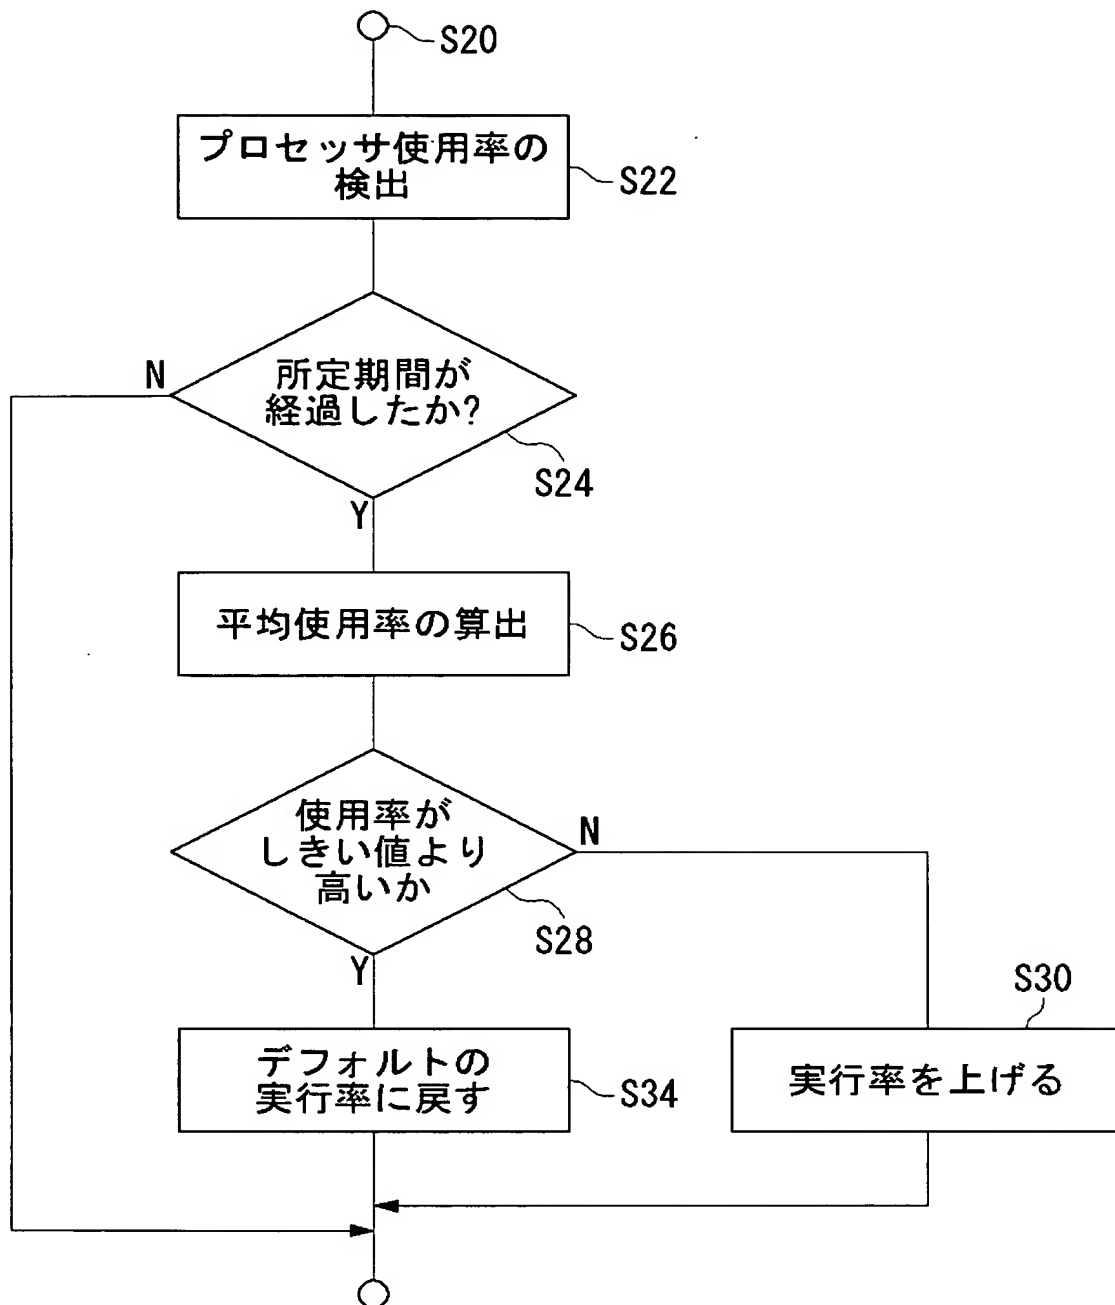 S20
プロセッサ使用率の
検出
S22
N
所定期間が
経過したか?
S24
Y
平均使用率の算出
S26
使用率が
しきい値より
高いか
N
S28
Y
S30
デフォルトの
実行率に戻す
S34
実行率を上げる